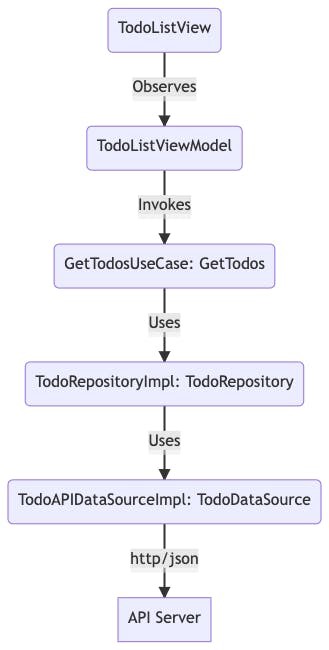 TodoListView
Observes
TodoListViewModel
Invokes
GetTodosUseCase: GetTodos
Uses
TodoRepositoryImpl: TodoRepository
Uses
TodoAPIDataSourceImpl: TodoDataSource
http/json
API Server